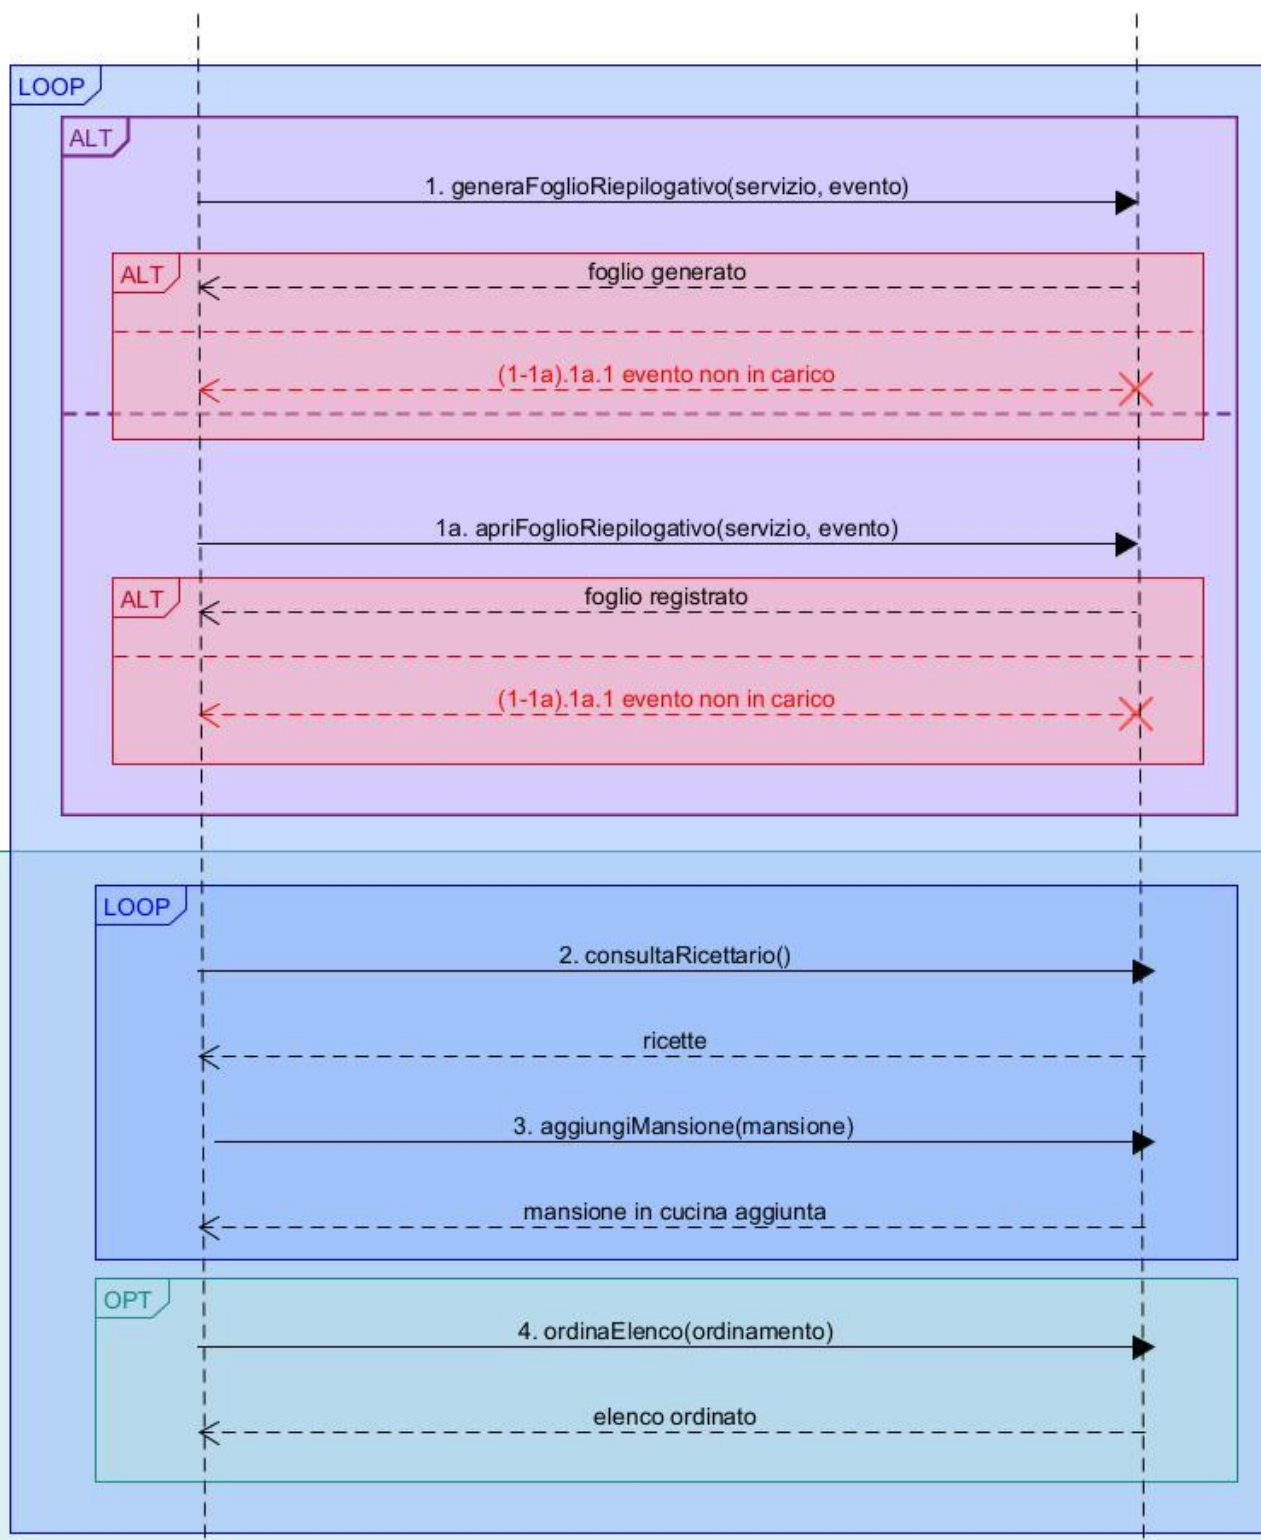 LOOP
ALT
1. generaFoglioRiepilogativo(servizio, evento)
ALT
foglio generato
(1-1a).1a.1 evento non in carico
1a. apriFoglioRiepilogativo(servizio, evento)
ALT
foglio registrato
(1-1a).1a.1 evento non in carico
LOOP
2. consultaRicettario()
ricette
3. aggiungiMansione(mansione)
mansione in cucina aggiunta
OPT
4. ordinaElenco(ordinamento)
elenco ordinato